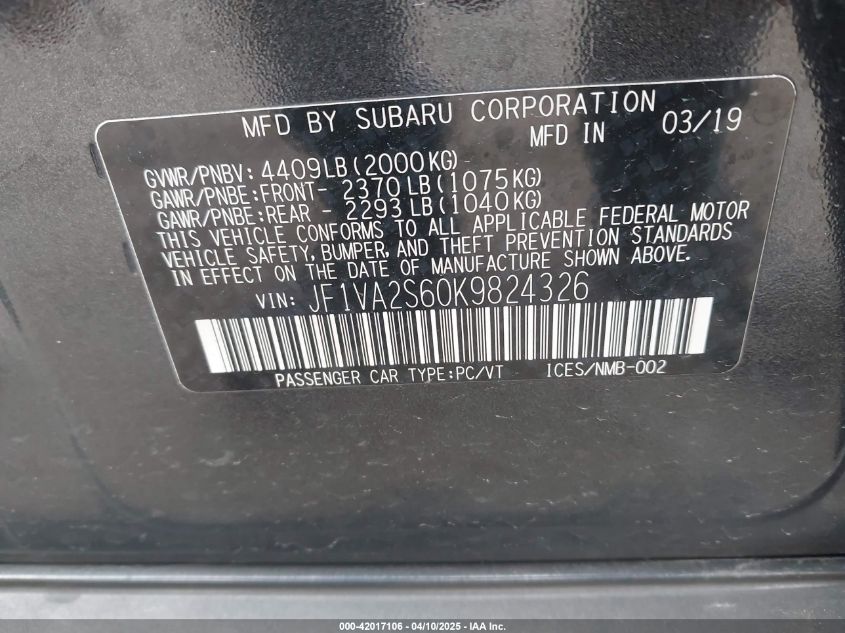 MFD BY SUBARU CORPORATION
MFD IN 03/19
GVWR/PNBV: 4409LB(2000KG)
GAWR/PNBE:FRONT- 2370LB(1075KG)
GAWR/PNBE:REAR - 2293LB(1040KG)
THIS VEHICLE CONFORMS TO ALL APPLICABLE FEDERAL MOTOR
VEHICLE SAFETY, BUMPER, AND THEFT PREVENTION STANDARDS
IN EFFECT ON THE DATE OF MANUFACTURE SHOWN ABOVE.
VIN: JF1VA2S60K9824326
PASSENGER CAR TYPE:PC/VT ICES/NMB-002
000-42017106 - 04/10/2025 - IAA Inc.